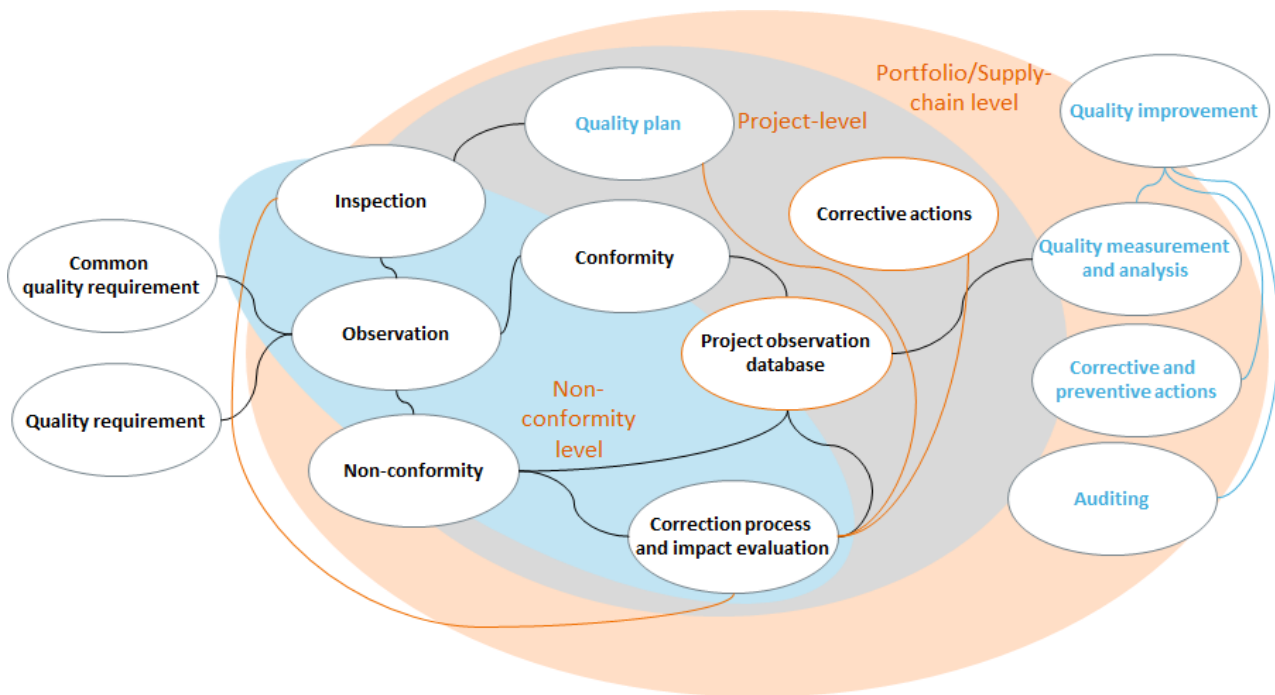 Portfolio/Supply-
chain level
Quality improvement
Quality plan
Project-level
Inspection
Corrective actions
Common
quality requirement
Conformity
Quality measurement
and analysis
Observation
Project observation
database
Corrective and
preventive actions
Non-
conformity
level
Quality requirement
Non-conformity
Auditing
Correction process
and impact evaluation